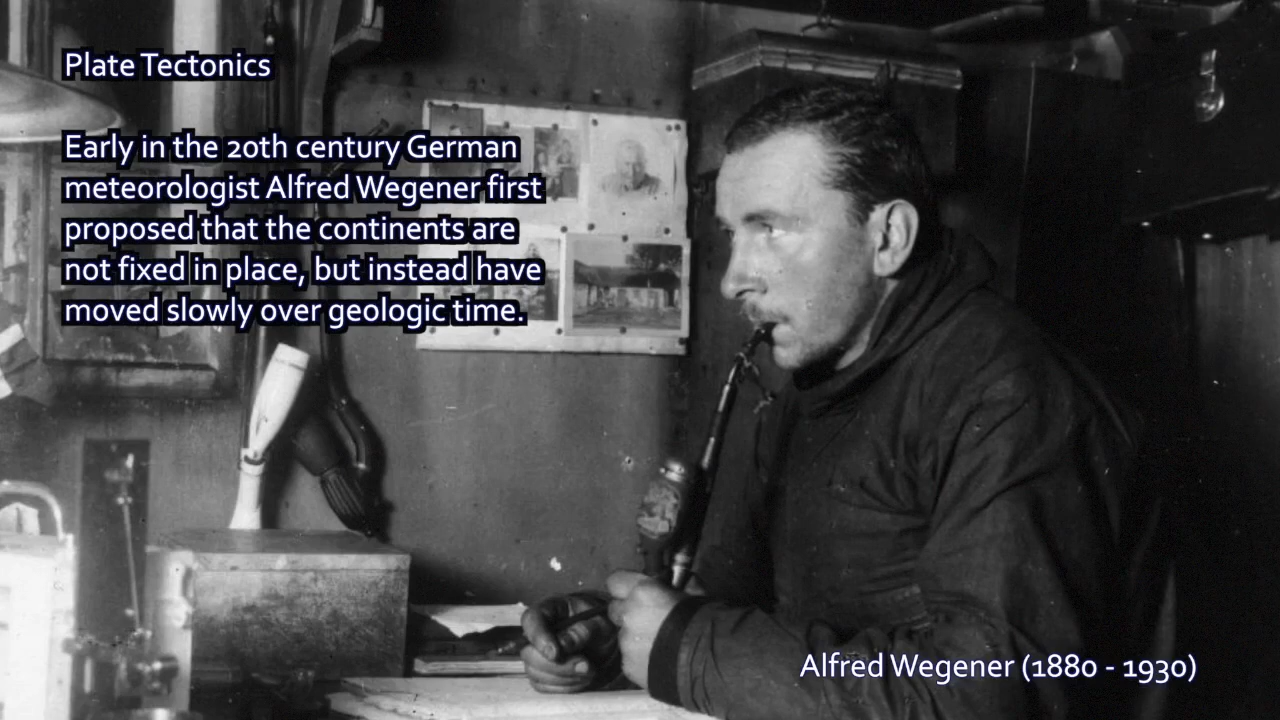 Plate Tectonics
Early in the 20th century German
meteorologist Alfred Wegener first
proposed that the continents are
not fixed in place, but instead have
moved slowly over geologic time.
Alfred Wegener (1880 - 1930)